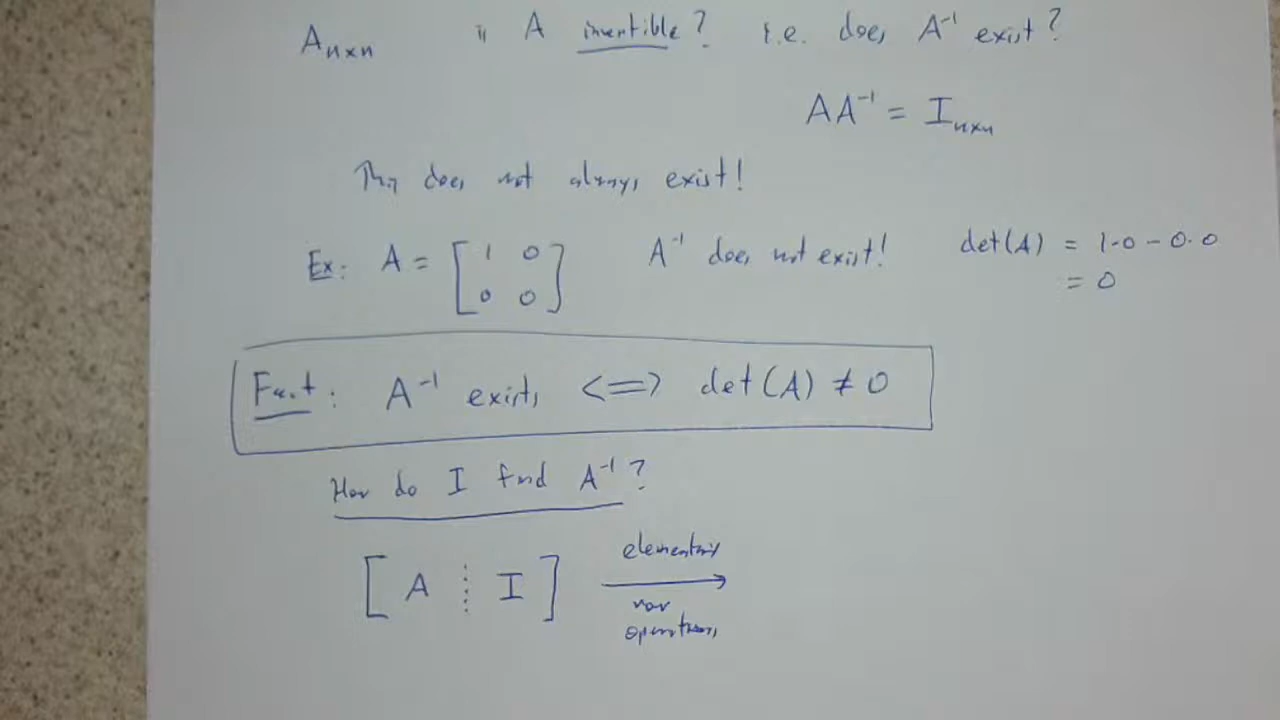 A_{n×n} is A invertible? i.e. does A^{-1} exist?
AA^{-1} = I_{n×n}
This does not always exist!
Ex: A = [1 0; 0 0] A^{-1} does not exist! det(A) = 1·0 - 0·0
= 0
Fact: A^{-1} exists <=> det(A) ≠ 0
How do I find A^{-1}?
[A ⋮ I] elementary
row
operations